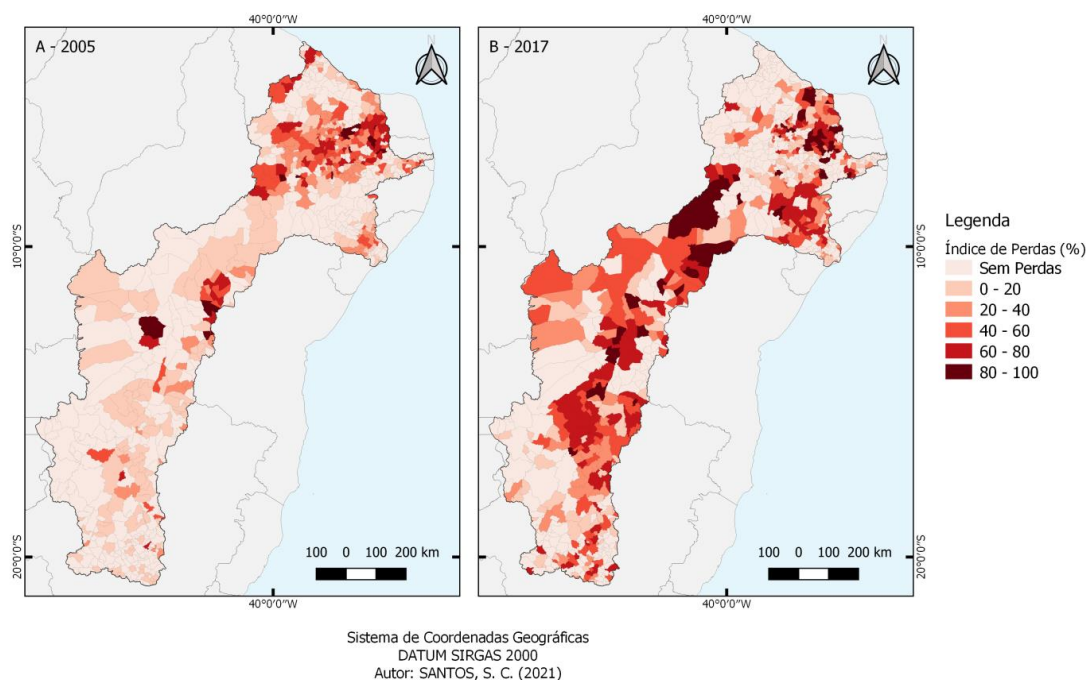 40°0'0"W
40°0'0"W
A - 2005
N
B - 2017
N
10°0'0"S
10°0'0"S
Legenda
Índice de Perdas (%)
Sem Perdas
0 - 20
20 - 40
40 - 60
60 - 80
80 - 100
20°0'0"S
20°0'0"S
100 0 100 200 km
100 0 100 200 km
40°0'0"W
40°0'0"W
Sistema de Coordenadas Geográficas
DATUM SIRGAS 2000
Autor: SANTOS, S. C. (2021)